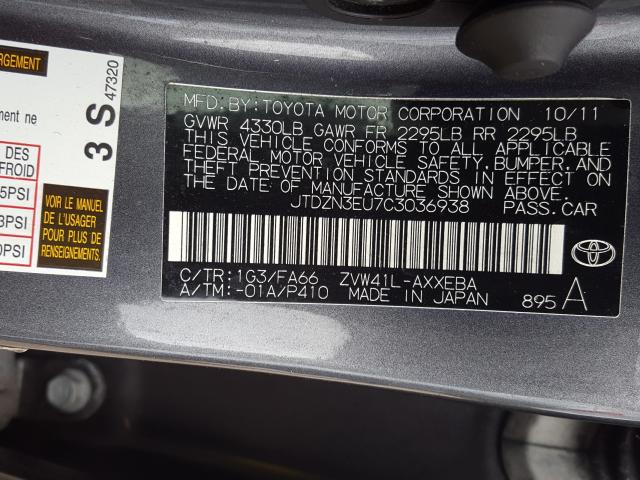 RGEMENT
ment ne
3 S 47320
DES
FROID
5PSI
3PSI
0PSI
VOIR LE MANUEL
DE L'USAGER
POUR PLUS DE
RENSEIGNEMENTS.
MFD. BY: TOYOTA MOTOR CORPORATION 10/11
GVWR 4330LB GAWR FR 2295LB RR 2295LB
THIS VEHICLE CONFORMS TO ALL APPLICABLE
FEDERAL MOTOR VEHICLE SAFETY, BUMPER, AND
THEFT PREVENTION STANDARDS IN EFFECT ON
THE DATE OF MANUFACTURE SHOWN ABOVE.
JTDZN3EU7C3036938 PASS. CAR
C/TR: 1G3/FA66 ZVW41L-AXXEBA
A/TM: -01A/P410 MADE IN JAPAN 895 A